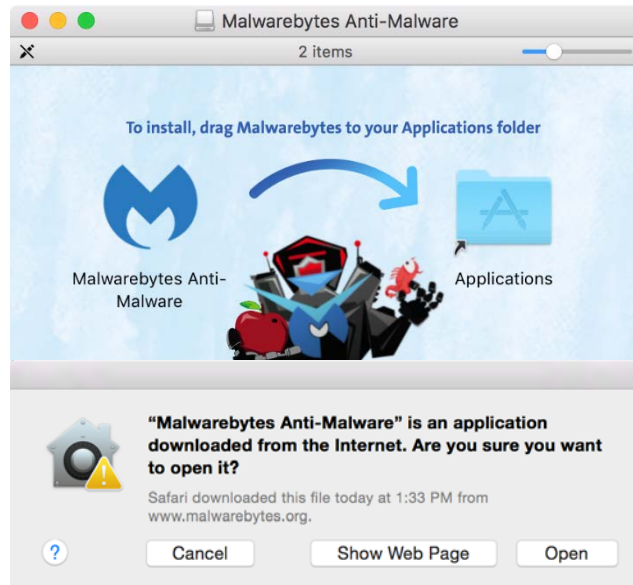 Malwarebytes Anti-Malware
2 items
To install, drag Malwarebytes to your Applications folder
Malwarebytes Anti-
Malware
Applications
“Malwarebytes Anti-Malware” is an application
downloaded from the Internet. Are you sure you want
to open it?
Safari downloaded this file today at 1:33 PM from
www.malwarebytes.org.
?
Cancel
Show Web Page
Open